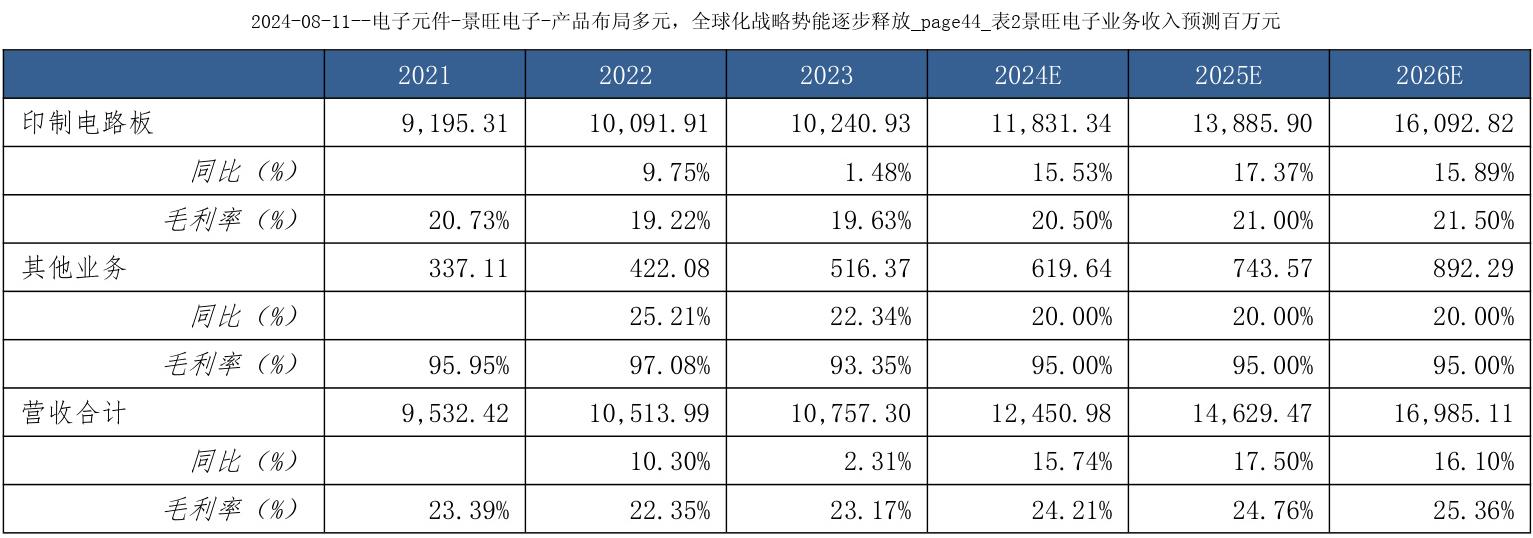 2024-08-11--电子元件-景旺电子-产品布局多元，全球化战略势能逐步释放_page44_表2景旺电子业务收入预测百万元
2021 2022 2023 2024E 2025E 2026E
印制电路板 9,195.31 10,091.91 10,240.93 11,831.34 13,885.90 16,092.82
同比（%） 9.75% 1.48% 15.53% 17.37% 15.89%
毛利率（%） 20.73% 19.22% 19.63% 20.50% 21.00% 21.50%
其他业务 337.11 422.08 516.37 619.64 743.57 892.29
同比（%） 25.21% 22.34% 20.00% 20.00% 20.00%
毛利率（%） 95.95% 97.08% 93.35% 95.00% 95.00% 95.00%
营收合计 9,532.42 10,513.99 10,757.30 12,450.98 14,629.47 16,985.11
同比（%） 10.30% 2.31% 15.74% 17.50% 16.10%
毛利率（%） 23.39% 22.35% 23.17% 24.21% 24.76% 25.36%